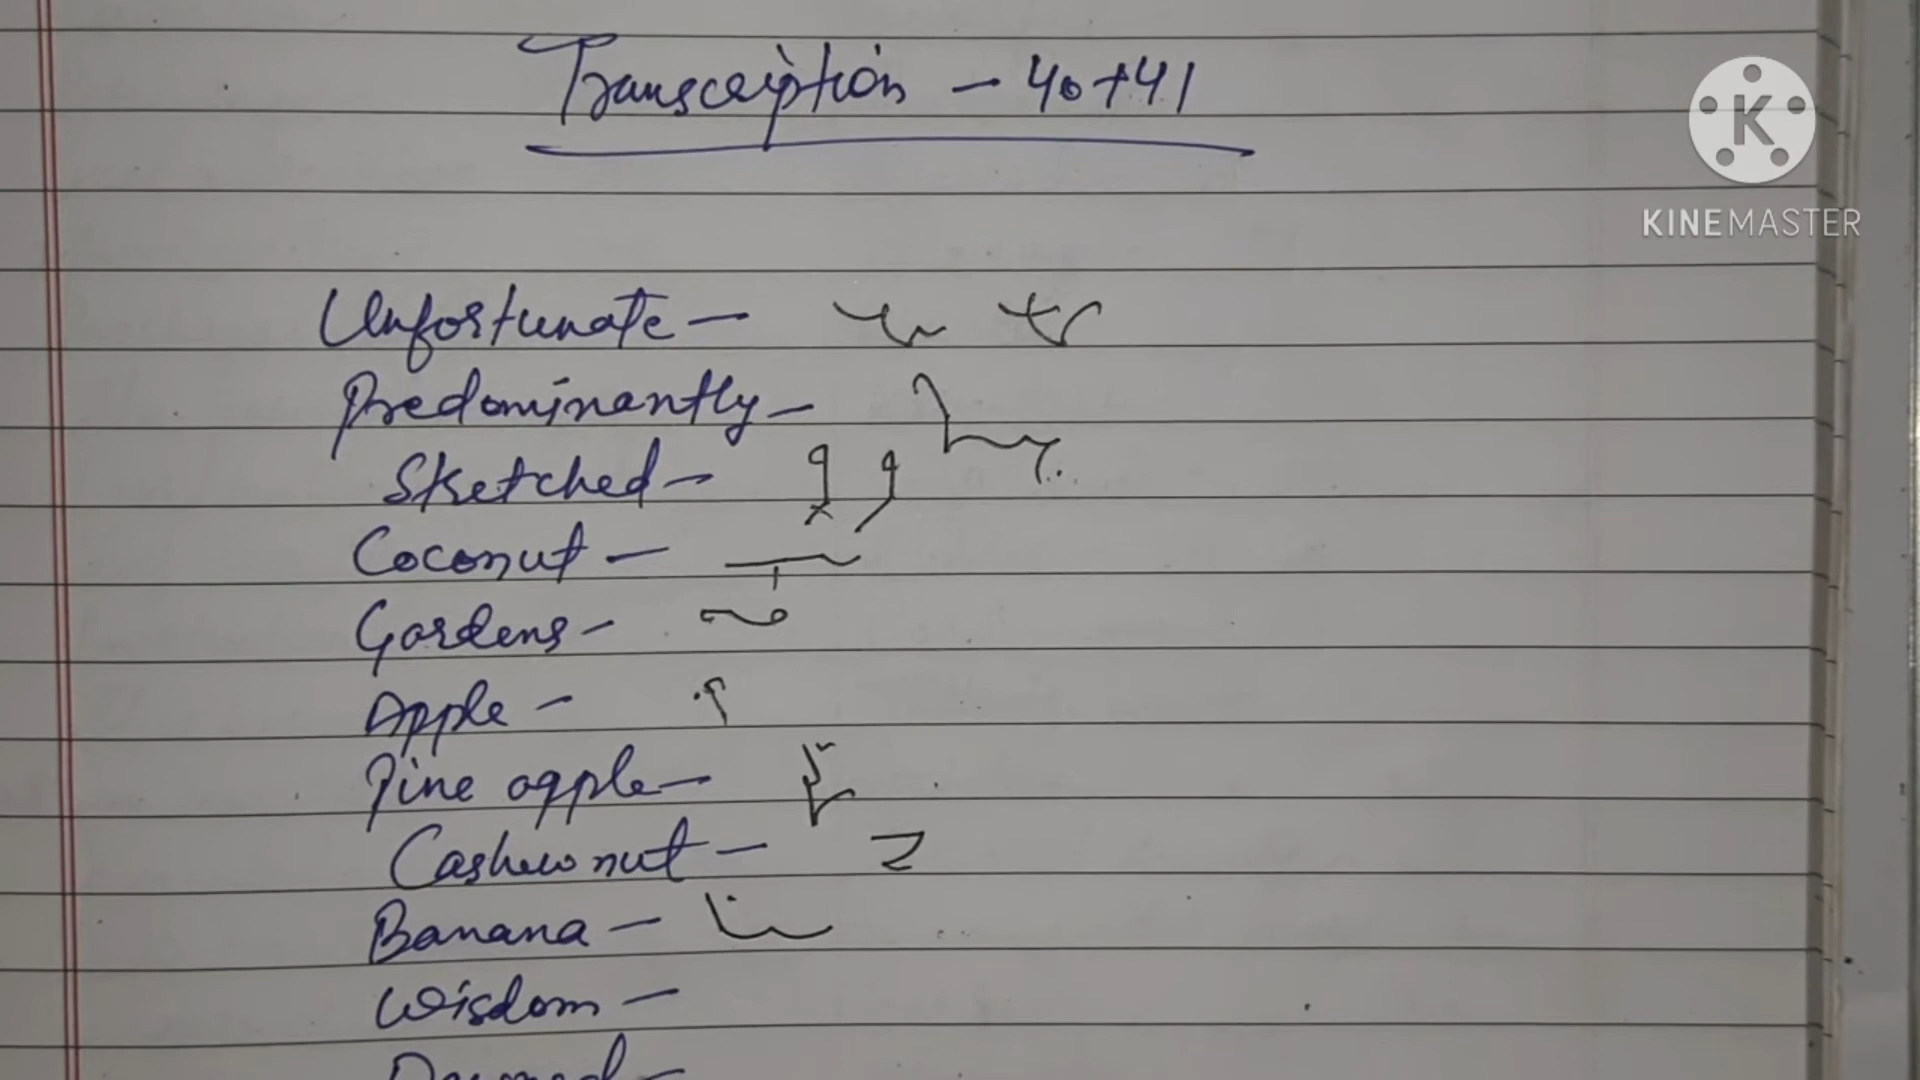 Transcription - 40+41
K
KINEMASTER
Unfortunate -
Predominantly -
Sketched -
Coconut -
Gardens -
Apple -
Pine apple -
Cashew nut -
Banana -
Wisdom -